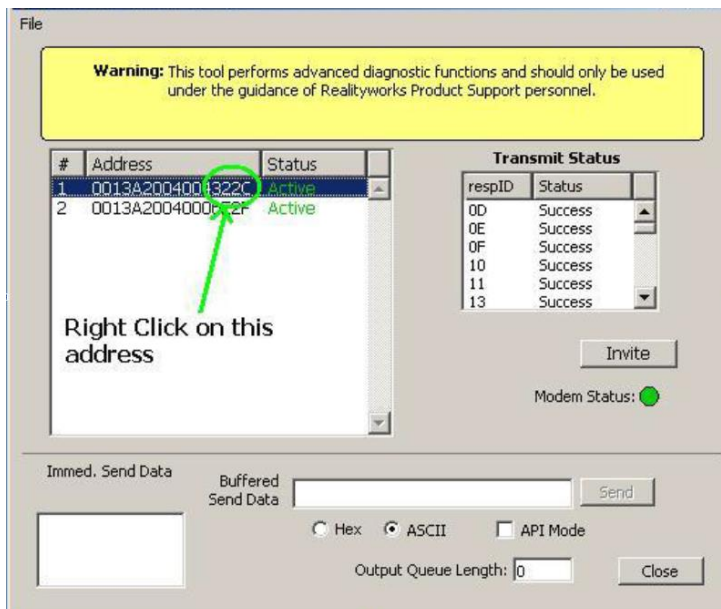 File
Warning: This tool performs advanced diagnostic functions and should only be used
under the guidance of Realityworks Product Support personnel.
# Address Status
1 0013A2004004322C Active
2 Active
Right Click on this
address
Transmit Status
respID Status
0D Success
0E Success
0F Success
10 Success
11 Success
13 Success
Invite
Modem Status:
Immed. Send Data
Buffered
Send Data
Send
Hex ASCII API Mode
Output Queue Length: 0
Close